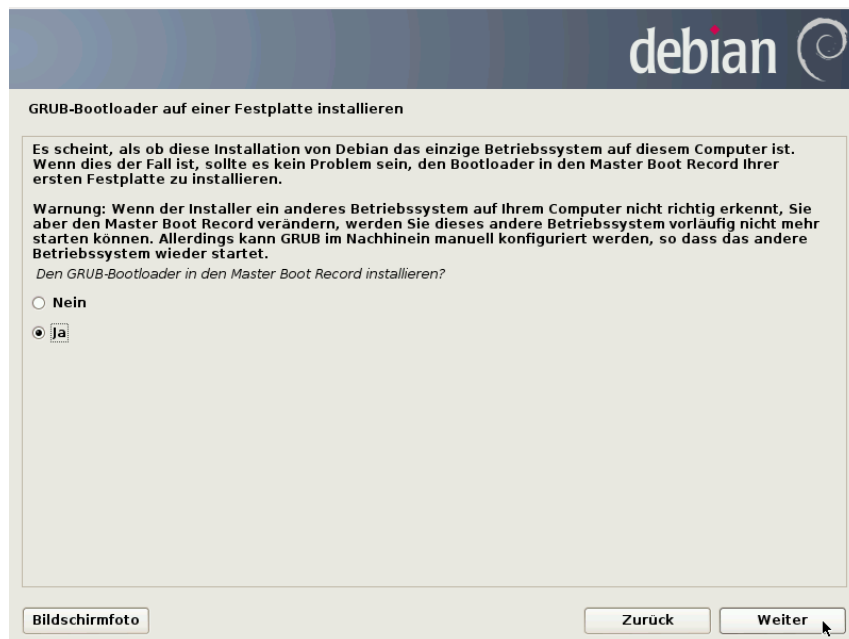 debian
GRUB-Bootloader auf einer Festplatte installieren
Es scheint, als ob diese Installation von Debian das einzige Betriebssystem auf diesem Computer ist.
Wenn dies der Fall ist, sollte es kein Problem sein, den Bootloader in den Master Boot Record Ihrer
ersten Festplatte zu installieren.
Warnung: Wenn der Installer ein anderes Betriebssystem auf Ihrem Computer nicht richtig erkennt, Sie
aber den Master Boot Record verändern, werden Sie dieses andere Betriebssystem vorläufig nicht mehr
starten können. Allerdings kann GRUB im Nachhinein manuell konfiguriert werden, so dass das andere
Betriebssystem wieder startet.
Den GRUB-Bootloader in den Master Boot Record installieren?
Nein
Ja
Bildschirmfoto
Zurück
Weiter